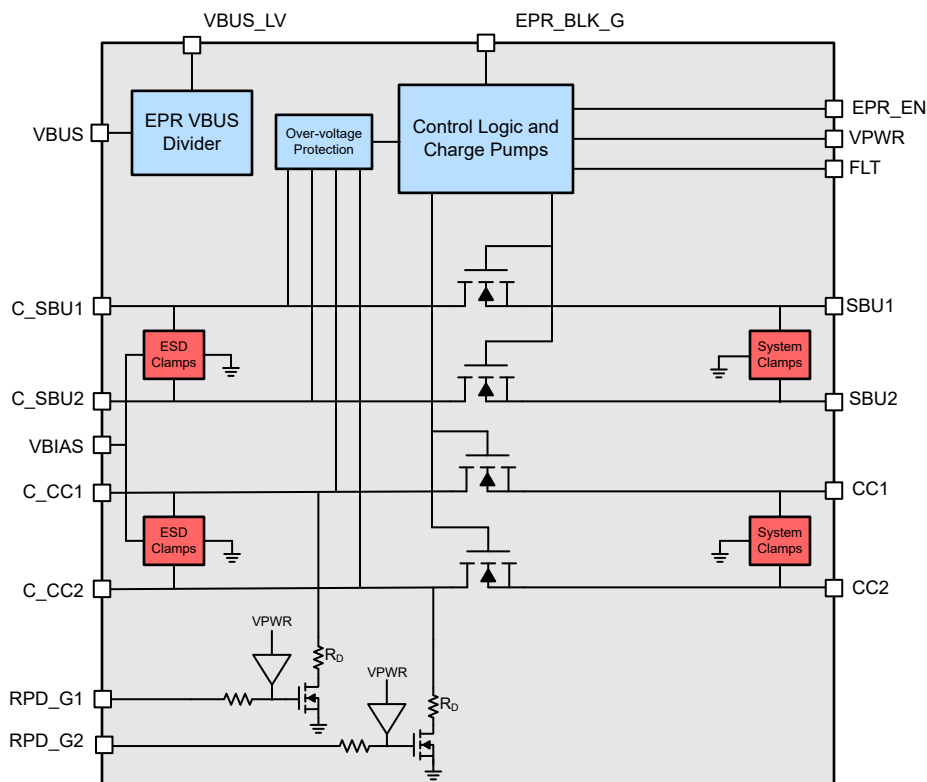 VBUS_LV
EPR_BLK_G
VBUS
EPR VBUS
Divider
Over-voltage
Protection
Control Logic and
Charge Pumps
EPR_EN
VPWR
FLT
C_SBU1
SBU1
ESD
Clamps
System
Clamps
C_SBU2
SBU2
VBIAS
C_CC1
CC1
ESD
Clamps
System
Clamps
C_CC2
CC2
VPWR
RD
VPWR
RD
RPD_G1
RPD_G2